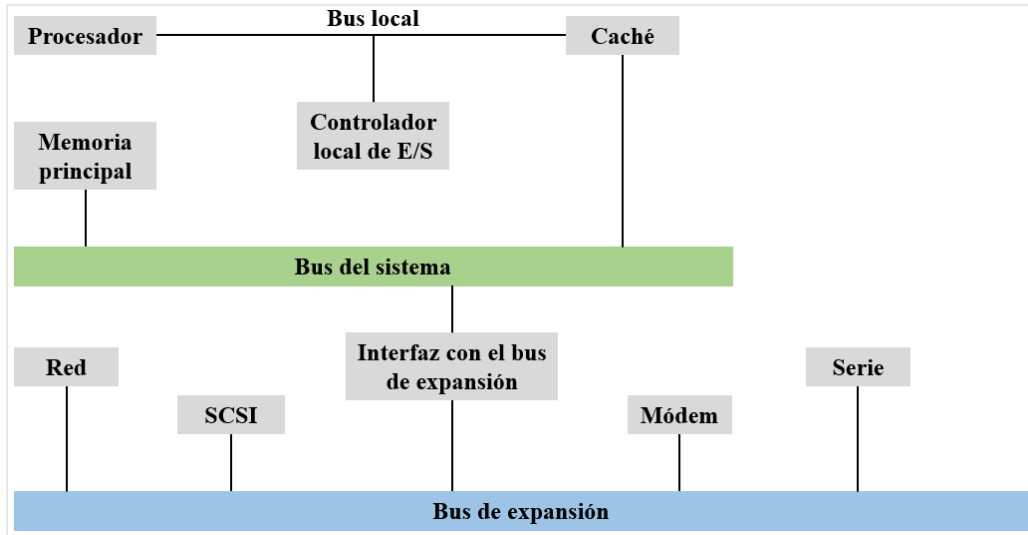 Bus local
Procesador
Caché
Controlador
local de E/S
Memoria
principal
Bus del sistema
Interfaz con el bus
de expansión
Red
Serie
SCSI
Módem
Bus de expansión